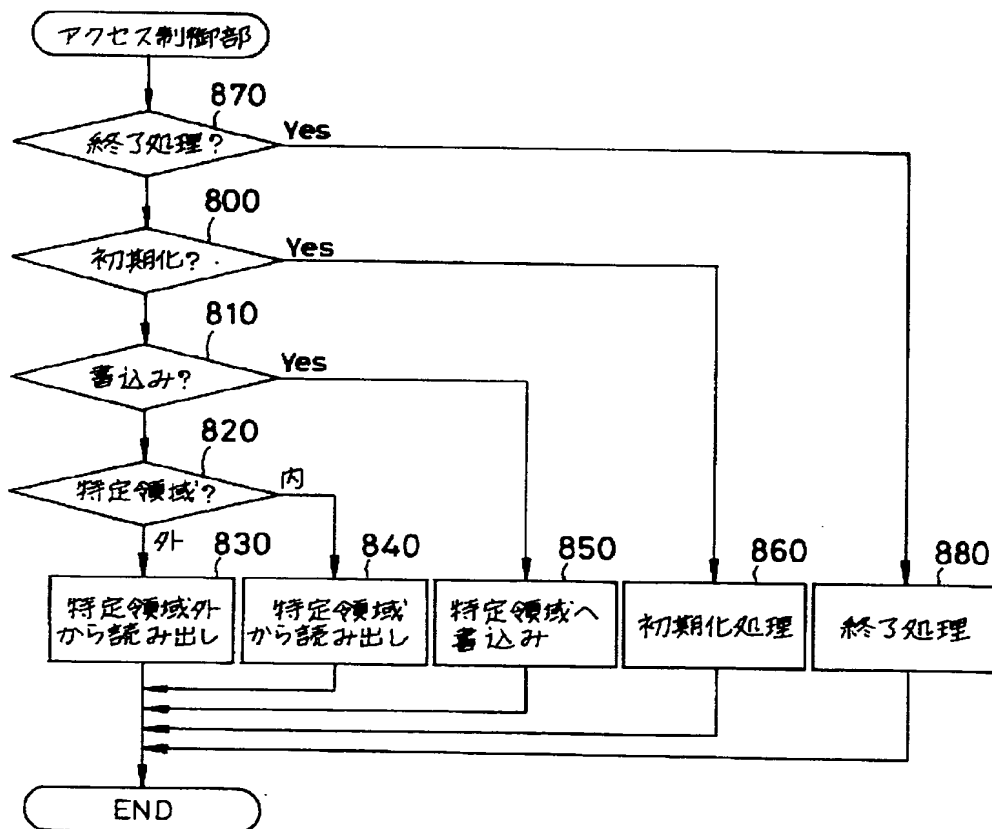 アクセス制御部
870
終了処理?
Yes
800
初期化?
Yes
810
書込み?
Yes
820
特定領域?
内
外
830
840
850
860
880
特定領域外
から読み出し
特定領域
から読み出し
特定領域へ
書込み
初期化処理
終了処理
END